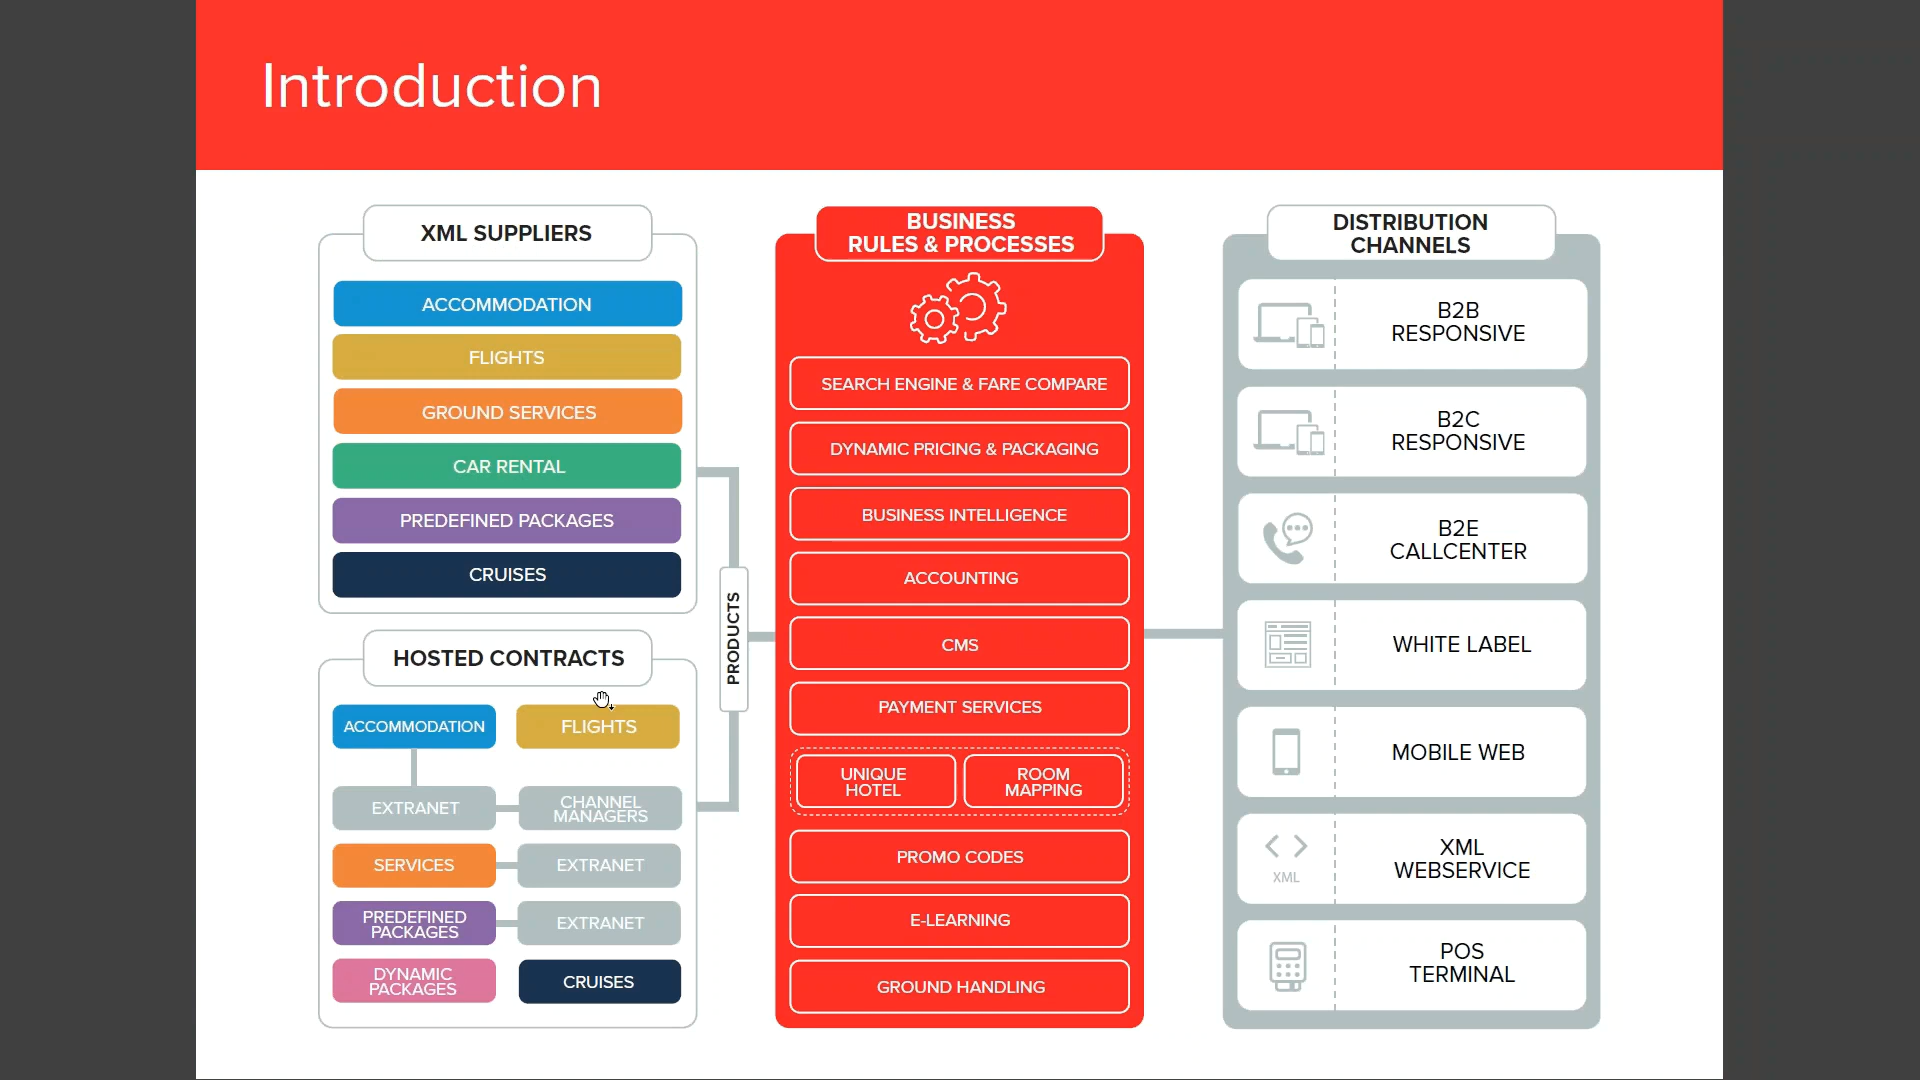 Introduction
XML SUPPLIERS
ACCOMMODATION
FLIGHTS
GROUND SERVICES
CAR RENTAL
PREDEFINED PACKAGES
CRUISES
HOSTED CONTRACTS
ACCOMMODATION
FLIGHTS
EXTRANET
CHANNEL
MANAGERS
SERVICES
EXTRANET
PREDEFINED
PACKAGES
EXTRANET
DYNAMIC
PACKAGES
CRUISES
PRODUCTS
BUSINESS
RULES & PROCESSES
SEARCH ENGINE & FARE COMPARE
DYNAMIC PRICING & PACKAGING
BUSINESS INTELLIGENCE
ACCOUNTING
CMS
PAYMENT SERVICES
UNIQUE
HOTEL
ROOM
MAPPING
PROMO CODES
E-LEARNING
GROUND HANDLING
DISTRIBUTION
CHANNELS
B2B
RESPONSIVE
B2C
RESPONSIVE
B2E
CALLCENTER
WHITE LABEL
MOBILE WEB
XML
XML
WEBSERVICE
POS
TERMINAL